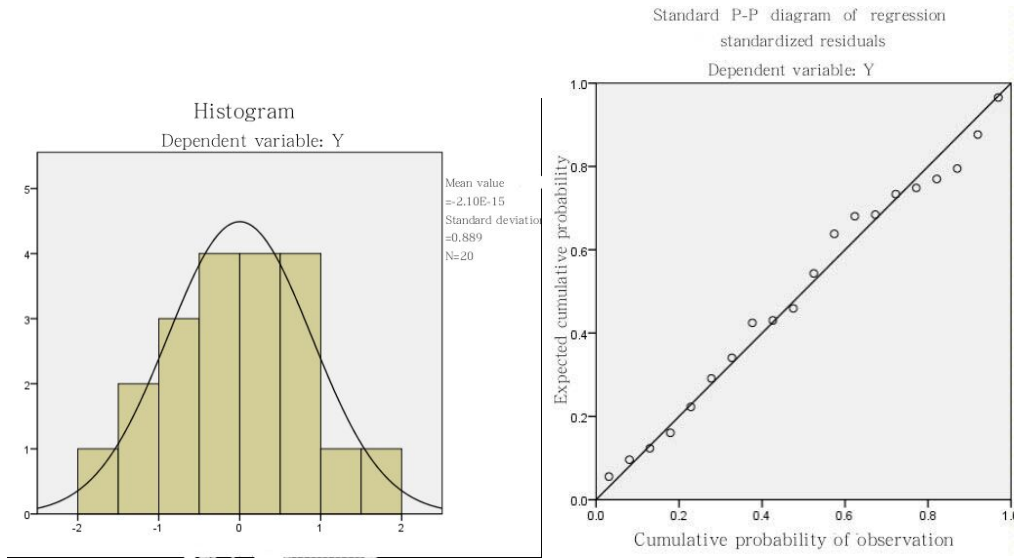 Histogram
Dependent variable: Y
5
4
3
2
1
0
-2
-1
0
1
2
Mean value
=-2.10E-15
Standard deviation
=0.889
N=20
Standard P-P diagram of regression
standardized residuals
Dependent variable: Y
Expected cumulative probability
1.0
0.8
0.6
0.4
0.2
0.0
0.0
0.2
0.4
0.6
0.8
1.0
Cumulative probability of observation